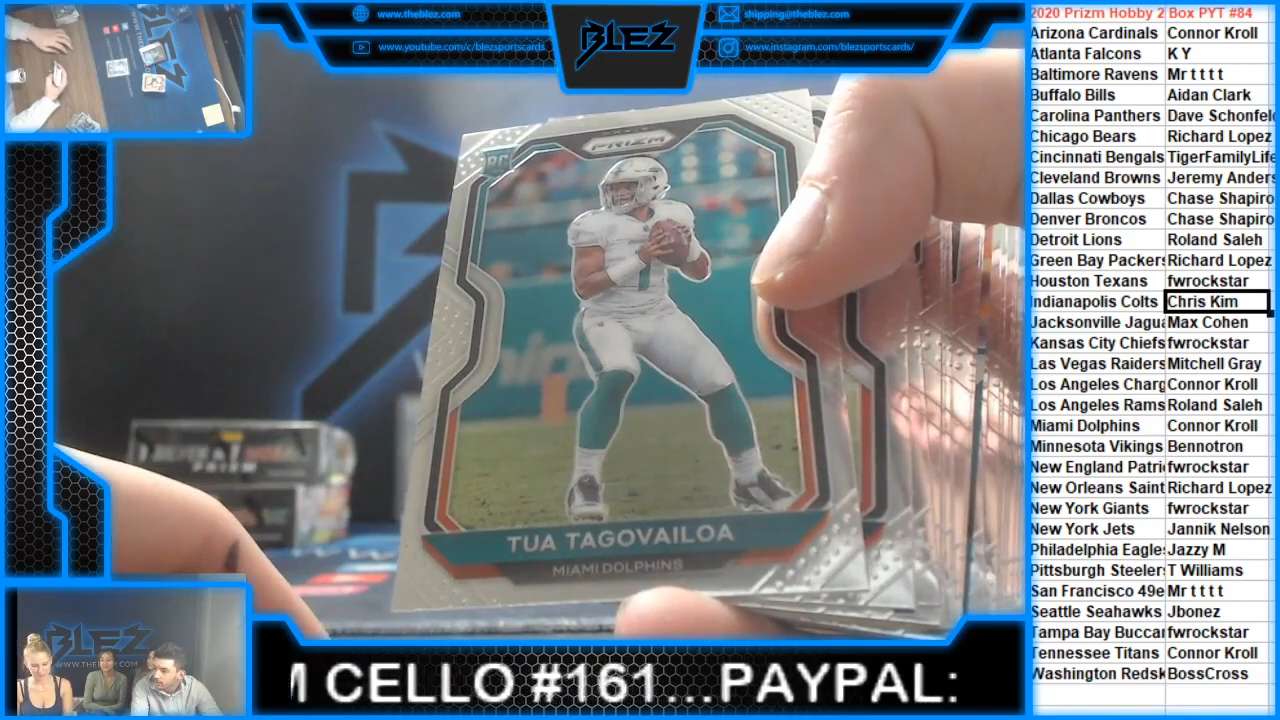 www.theblez.com
shipping@theblez.com
www.youtube.com/c/blezsportscards
www.instagram.com/blezsportscards/
BLEZ
PRIZM
RC
TUA TAGOVAILOA
MIAMI DOLPHINS
BLEZ
M CELLO #161...PAYPAL:
2020 Prizm Hobby 2 Box PYT #84
Arizona Cardinals Connor Kroll
Atlanta Falcons K Y
Baltimore Ravens Mr t t t t
Buffalo Bills Aidan Clark
Carolina Panthers Dave Schonfel
Chicago Bears Richard Lopez
Cincinnati Bengals TigerFamilyLife
Cleveland Browns Jeremy Anders
Dallas Cowboys Chase Shapiro
Denver Broncos Chase Shapiro
Detroit Lions Roland Saleh
Green Bay Packers Richard Lopez
Houston Texans fwrockstar
Indianapolis Colts Chris Kim
Jacksonville Jagua Max Cohen
Kansas City Chiefs fwrockstar
Las Vegas Raiders Mitchell Gray
Los Angeles Charg Connor Kroll
Los Angeles Rams Roland Saleh
Miami Dolphins Connor Kroll
Minnesota Vikings Bennotron
New England Patri fwrockstar
New Orleans Saint Richard Lopez
New York Giants fwrockstar
New York Jets Jannik Nelson
Philadelphia Eagle Jazzy M
Pittsburgh Steelers T Williams
San Francisco 49e Mr t t t t
Seattle Seahawks Jbonez
Tampa Bay Buccar fwrockstar
Tennessee Titans Connor Kroll
Washington Redsk BossCross